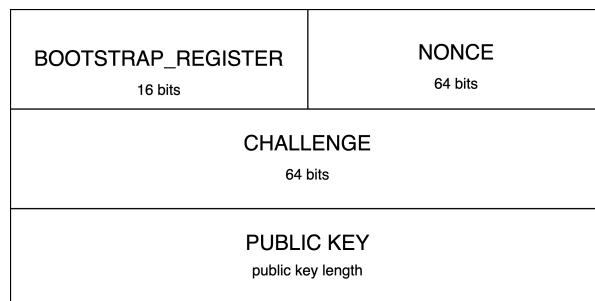 BOOTSTRAP_REGISTER
16 bits
NONCE
64 bits
CHALLENGE
64 bits
PUBLIC KEY
public key length